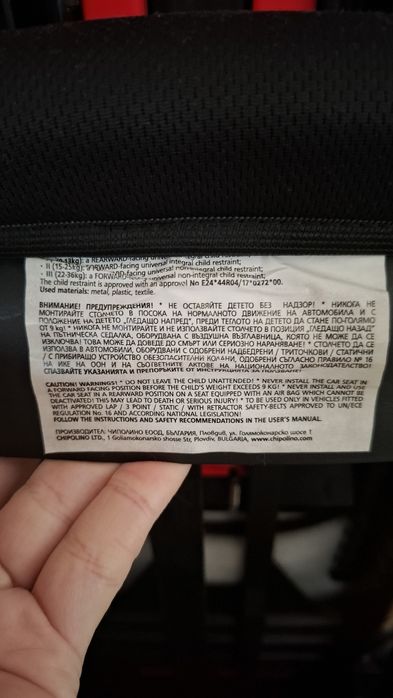 13kg): a REARWARD-facing universal integral child restraint;
• II (15-25kg): FORWARD-facing universal integral child restraint;
• III (22-36kg): a FORWARD-facing universal non-integral child restraint;
The child restraint is approved with an approval No E24*44R04/17*0272*00.
Used materials: metal, plastic, textile.
ВНИМАНИЕ! ПРЕДУПРЕЖДЕНИЯ! * НЕ ОСТАВЯЙТЕ ДЕТЕТО БЕЗ НАДЗОР! * НИКОГА НЕ
МОНТИРАЙТЕ СТОЛЧЕТО В ПОСОКА НА НОРМАЛНОТО ДВИЖЕНИЕ НА АВТОМОБИЛА И С
ПОЛОЖЕНИЕ НА ДЕТЕТО „ГЛЕДАЩО НАПРЕД", ПРЕДИ ТЕГЛОТО НА ДЕТЕТО ДА СТАНЕ ПО-ГОЛЯМО
ОТ 9 kg! * НИКОГА НЕ МОНТИРАЙТЕ И НЕ ИЗПОЛЗВАЙТЕ СТОЛЧЕТО В ПОЗИЦИЯ „ГЛЕДАЩО НАЗАД"
НА ПЪТНИЧЕСКА СЕДАЛКА, ОБОРУДВАНА С ВЪЗДУШНА ВЪЗГЛАВНИЦА, КОЯТО НЕ МОЖЕ ДА СЕ
ИЗКЛЮЧВА! ТОВА МОЖЕ ДА ДОВЕДЕ ДО СМЪРТ ИЛИ СЕРИОЗНО НАРАНЯВАНЕ! * СТОЛЧЕТО ДА СЕ
ИЗПОЛЗВА В АВТОМОБИЛИ, ОБОРУДВАНИ С ОДОБРЕНИ НАДБЕДРЕНИ / ТРИТОЧКОВИ / СТАТИЧНИ
/ С ПРИБИРАЩО УСТРОЙСТВО ОБЕЗОПАСИТЕЛНИ КОЛАНИ, ОДОБРЕНИ СЪГЛАСНО ПРАВИЛО № 16
НА ИКЕ НА ООН И НА СЪОТВЕТНИТЕ АКТОВЕ НА НАЦИОНАЛНОТО ЗАКОНОДАТЕЛСТВО!
СПАЗВАЙТЕ УКАЗАНИЯТА И ПРЕПОРЪКИТЕ ОТ ИНСТРУКЦИЯТА ЗА ПОЛЗВАНЕ!
CAUTION! WARNINGS! * DO NOT LEAVE THE CHILD UNATTENDED! * NEVER INSTALL THE CAR SEAT IN
A FORWARD FACING POSITION BEFORE THE CHILD'S WEIGHT EXCEEDS 9 KG! * NEVER INSTALL AND USE
THE CAR SEAT IN A REARWARD POSITION ON A SEAT EQUIPPED WITH AN AIR BAG WHICH CANNOT BE
DEACTIVATED! THIS MAY LEAD TO DEATH OR SERIOUS INJURY! * TO BE USED ONLY IN VEHICLES FITTED
WITH APPROVED LAP / 3 POINT / STATIC / WITH RETRACTOR SAFETY-BELTS APPROVED TO UN/ECE
REGULATION No. 16 AND ACCORDING NATIONAL LEGISLATION!
FOLLOW THE INSTRUCTIONS AND SAFETY RECOMMENDATIONS IN THE USER'S MANUAL.
ПРОИЗВОДИТЕЛ: ЧИПОЛИНО ЕООД, БЪЛГАРИЯ, Пловдив, ул. Голямоконарско шосе 1
CHIPOLINO LTD., 1 Goliamokonarsko shosse Str, Plovdiv, BULGARIA, www.chipolino.com